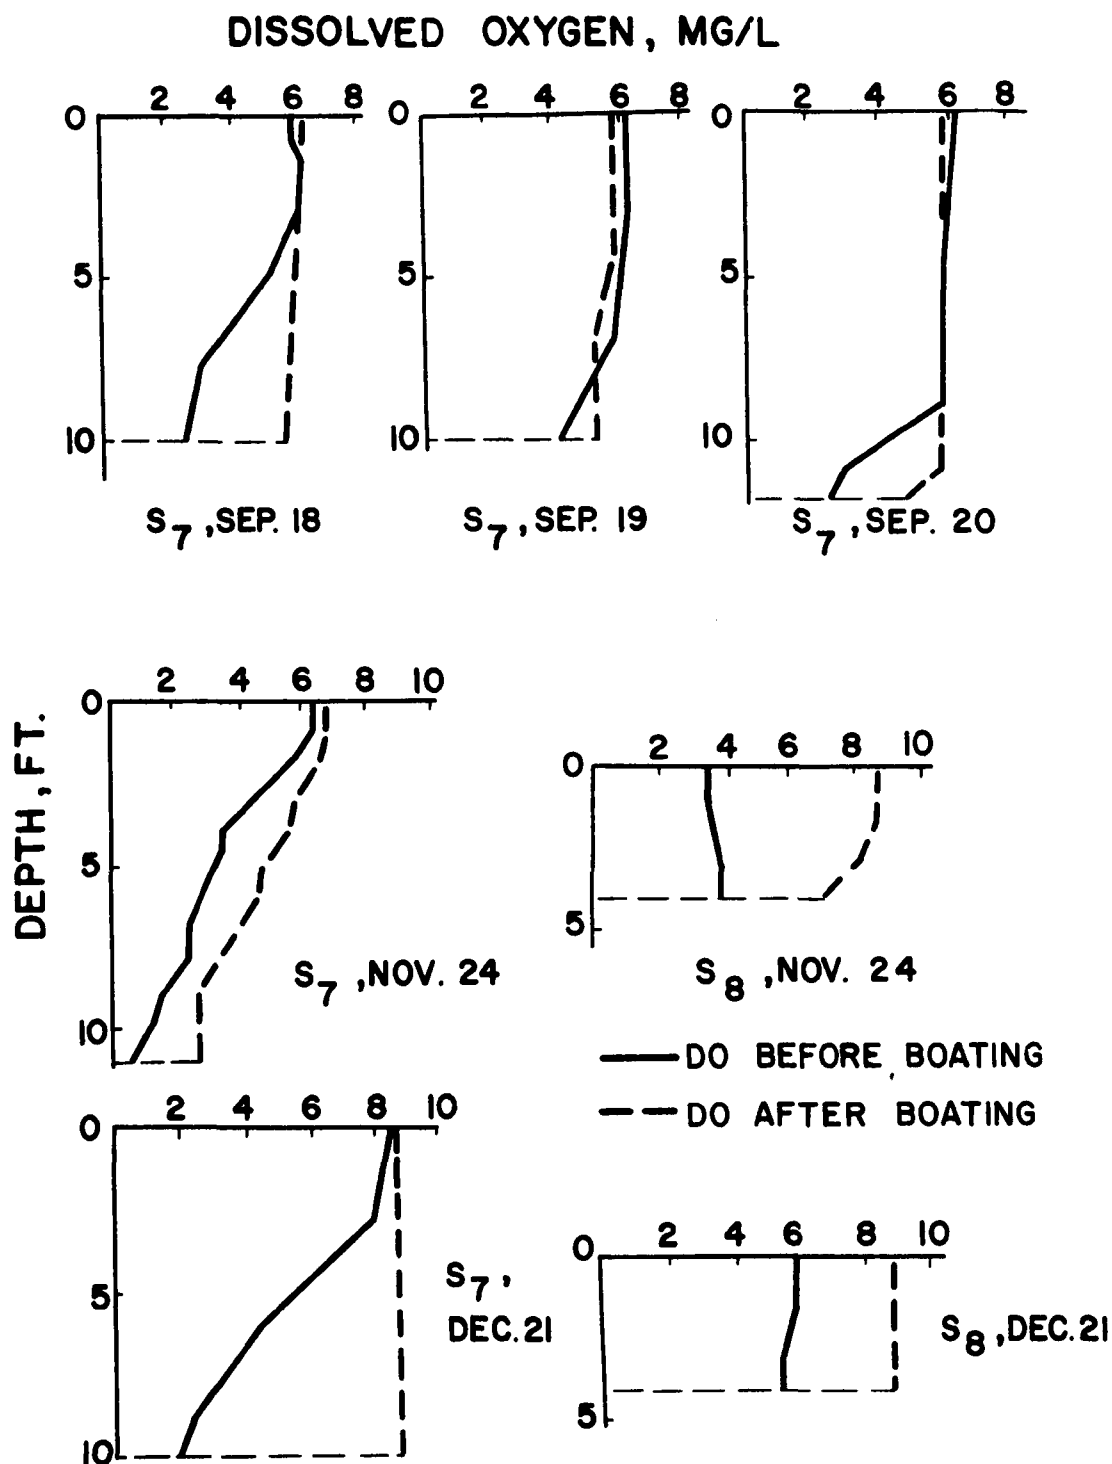 DISSOLVED OXYGEN, MG/L
2 4 6 8
0
5
10
S7, SEP. 18
2 4 6 8
0
5
10
S7, SEP. 19
2 4 6 8
0
5
10
S7, SEP. 20
DEPTH, FT.
2 4 6 8 10
0
5
10
S7, NOV. 24
2 4 6 8 10
0
5
S8, NOV. 24
DO BEFORE BOATING
DO AFTER BOATING
2 4 6 8 10
0
5
10
S7,
DEC. 21
2 4 6 8 10
0
5
S8, DEC. 21